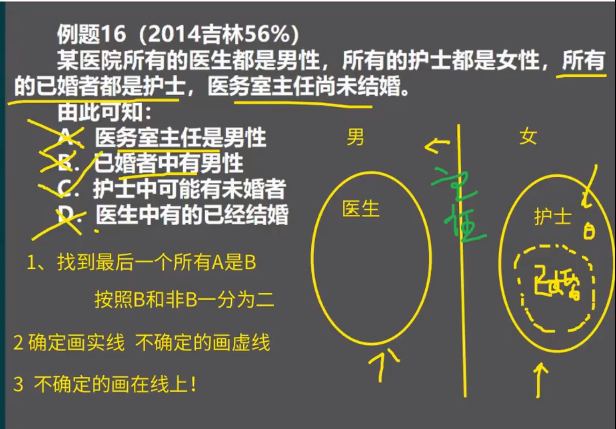 例题16（2014吉林56%）
某医院所有的医生都是男性，所有的护士都是女性，所有
的已婚者都是护士，医务室主任尚未结婚。
由此可知：
A．医务室主任是男性
B．已婚者中有男性
C．护士中可能有未婚者
D．医生中有的已经结婚
1、找到最后一个所有A是B
按照B和非B一分为二
2 确定画实线 不确定的画虚线
3 不确定的画在线上！
男
女
医生
护士
已婚